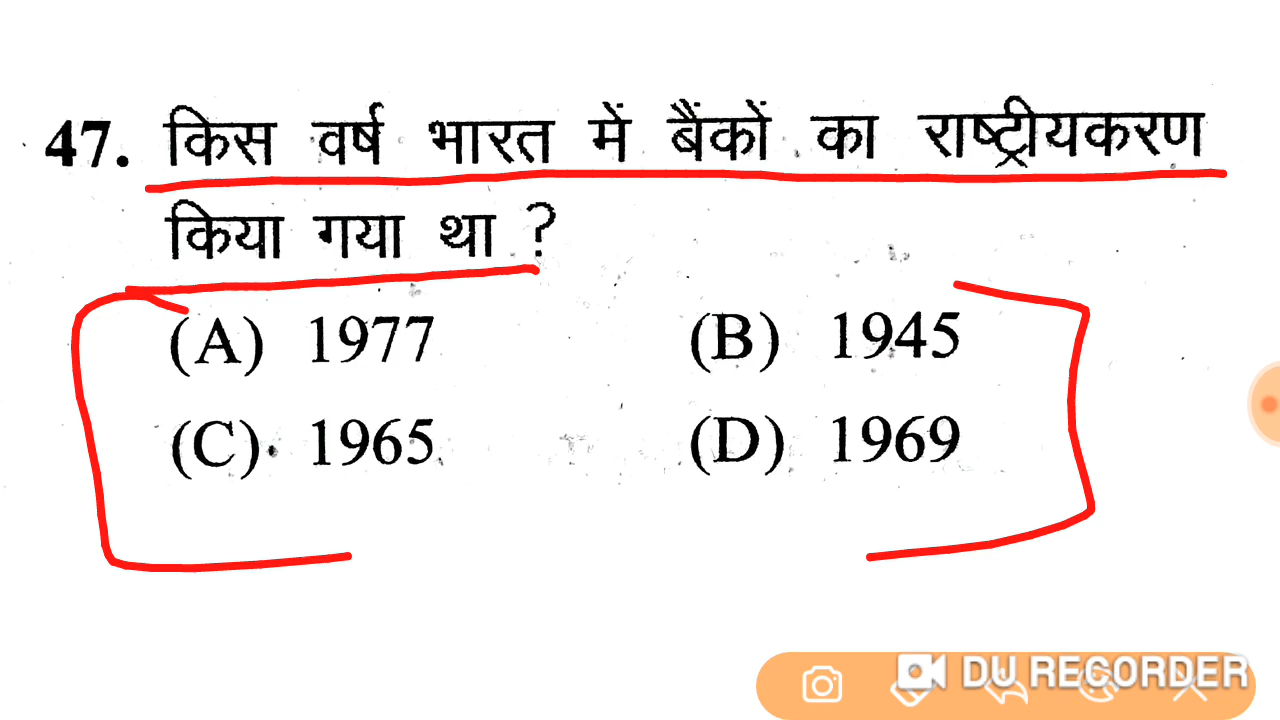 47. किस वर्ष भारत में बैंकों का राष्ट्रीयकरण
किया गया था ?
(A) 1977 (B) 1945
(C) 1965 (D) 1969
DU RECORDER